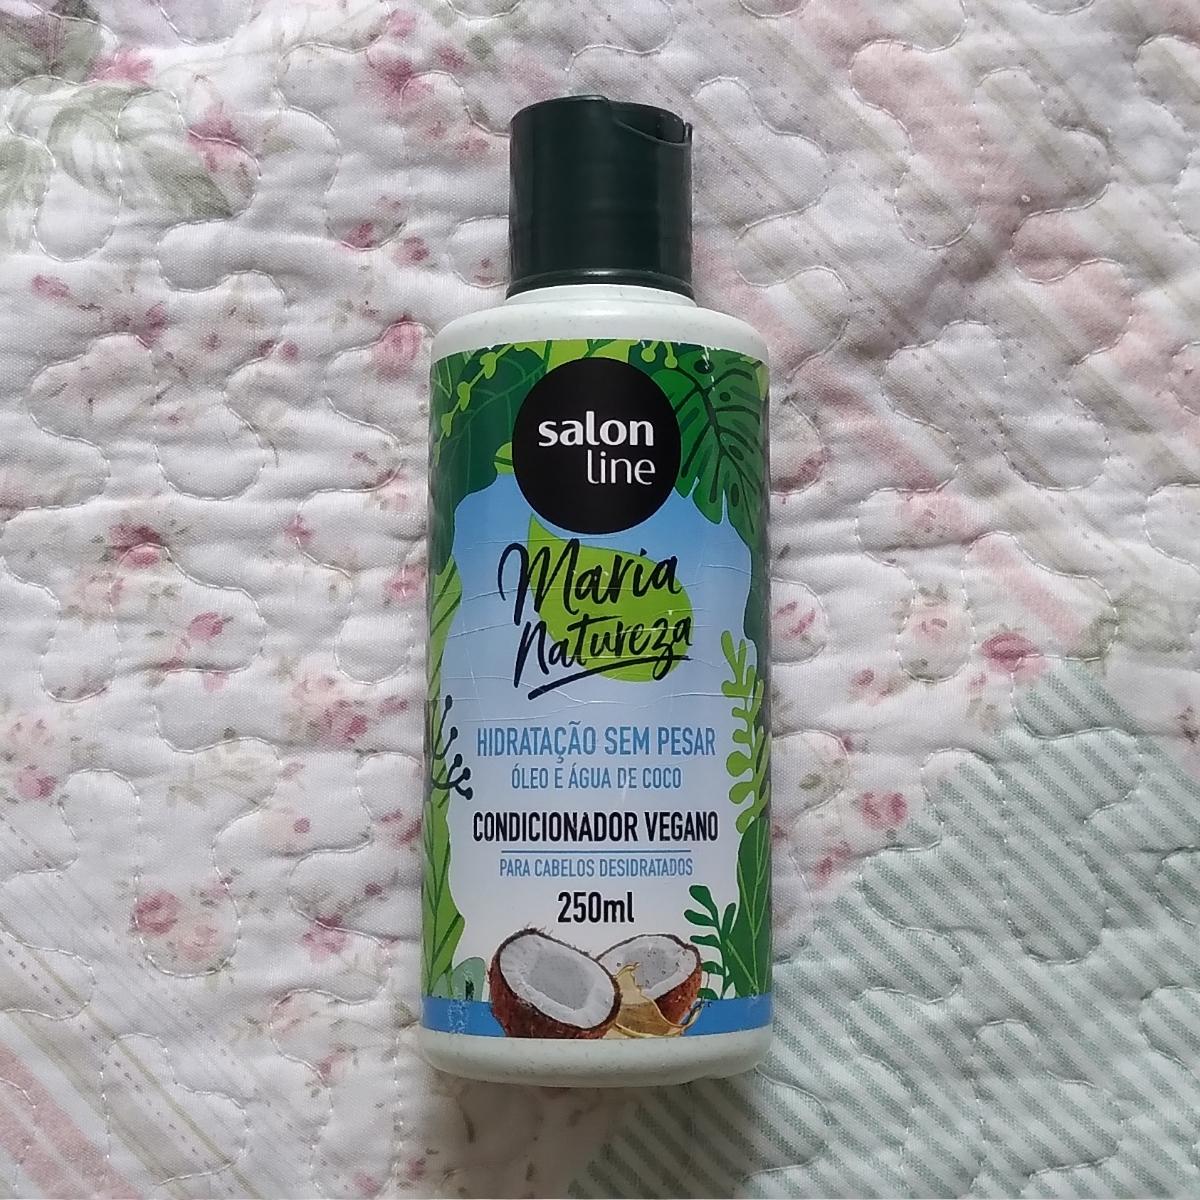 salon
line
Maria
Natureza
HIDRATAÇÃO SEM PESAR
ÓLEO E ÁGUA DE COCO
CONDICIONADOR VEGANO
PARA CABELOS DESIDRATADOS
250ml